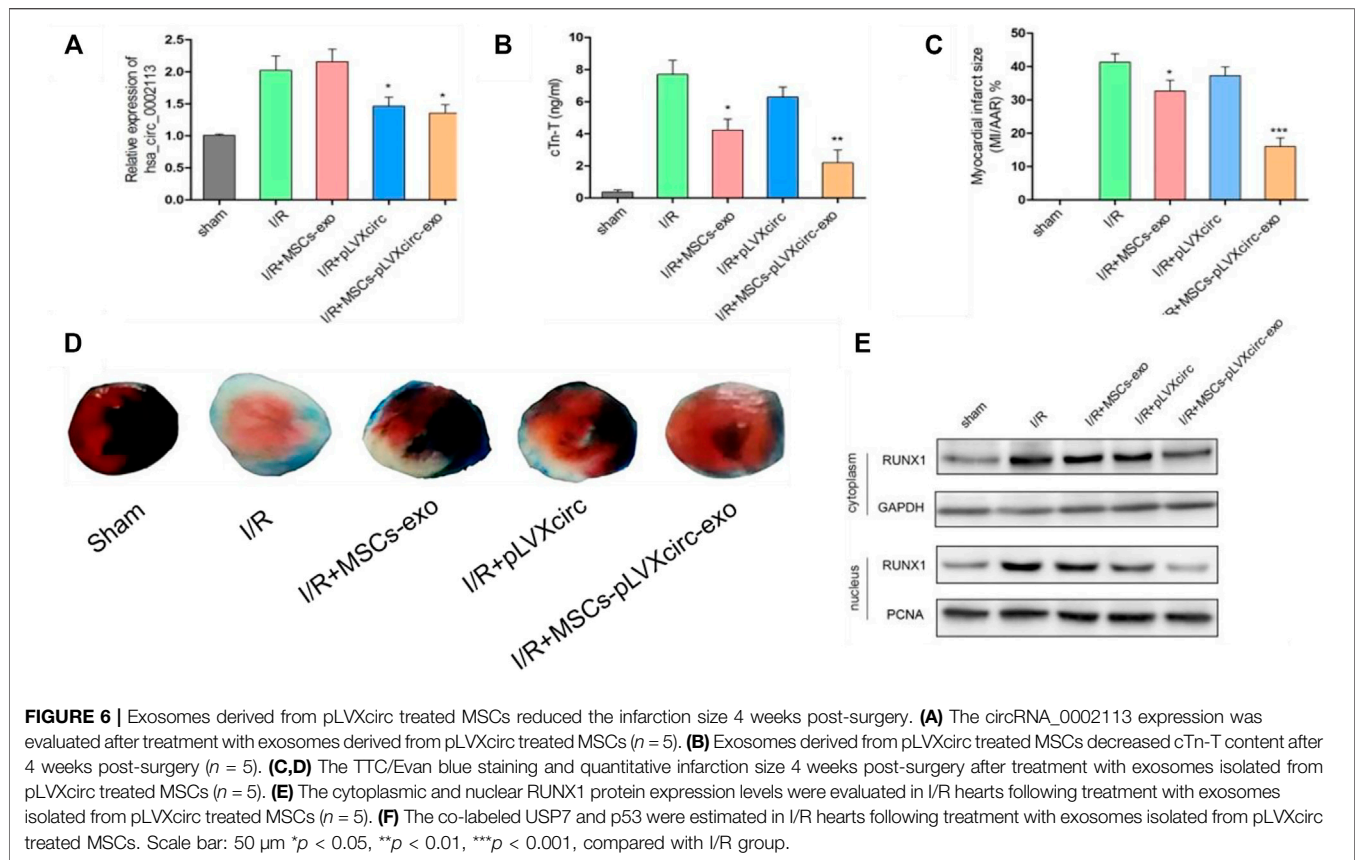 A
Relative expression of
hsa_circ_0002113
2.5
2.0
1.5
1.0
0.5
0.0
*
*
sham
I/R
I/R+MSCs-exo
I/R+pLVXcirc
I/R+MSCs-pLVXcirc-exo
B
cTn-T (ng/ml)
10
8
6
4
2
0
*
**
sham
I/R
I/R+MSCs-exo
I/R+pLVXcirc
I/R+MSCs-pLVXcirc-exo
C
Myocardial infarct size
(MI/AAR) %
50
40
30
20
10
0
*
***
sham
I/R
I/R+MSCs-exo
I/R+pLVXcirc
I/R+MSCs-pLVXcirc-exo
D
Sham
I/R
I/R+MSCs-exo
I/R+pLVXcirc
I/R+MSCs-pLVXcirc-exo
E
sham
I/R
I/R+MSCs-exo
I/R+pLVXcirc
I/R+MSCs-pLVXcirc-exo
cytoplasm
RUNX1
GAPDH
nucleus
RUNX1
PCNA
FIGURE 6 | Exosomes derived from pLVXcirc treated MSCs reduced the infarction size 4 weeks post-surgery. (A) The circRNA_0002113 expression was
evaluated after treatment with exosomes derived from pLVXcirc treated MSCs (n = 5). (B) Exosomes derived from pLVXcirc treated MSCs decreased cTn-T content after
4 weeks post-surgery (n = 5). (C,D) The TTC/Evan blue staining and quantitative infarction size 4 weeks post-surgery after treatment with exosomes isolated from
pLVXcirc treated MSCs (n = 5). (E) The cytoplasmic and nuclear RUNX1 protein expression levels were evaluated in I/R hearts following treatment with exosomes
isolated from pLVXcirc treated MSCs (n = 5). (F) The co-labeled USP7 and p53 were estimated in I/R hearts following treatment with exosomes isolated from pLVXcirc
treated MSCs. Scale bar: 50 μm *p < 0.05, **p < 0.01, ***p < 0.001, compared with I/R group.